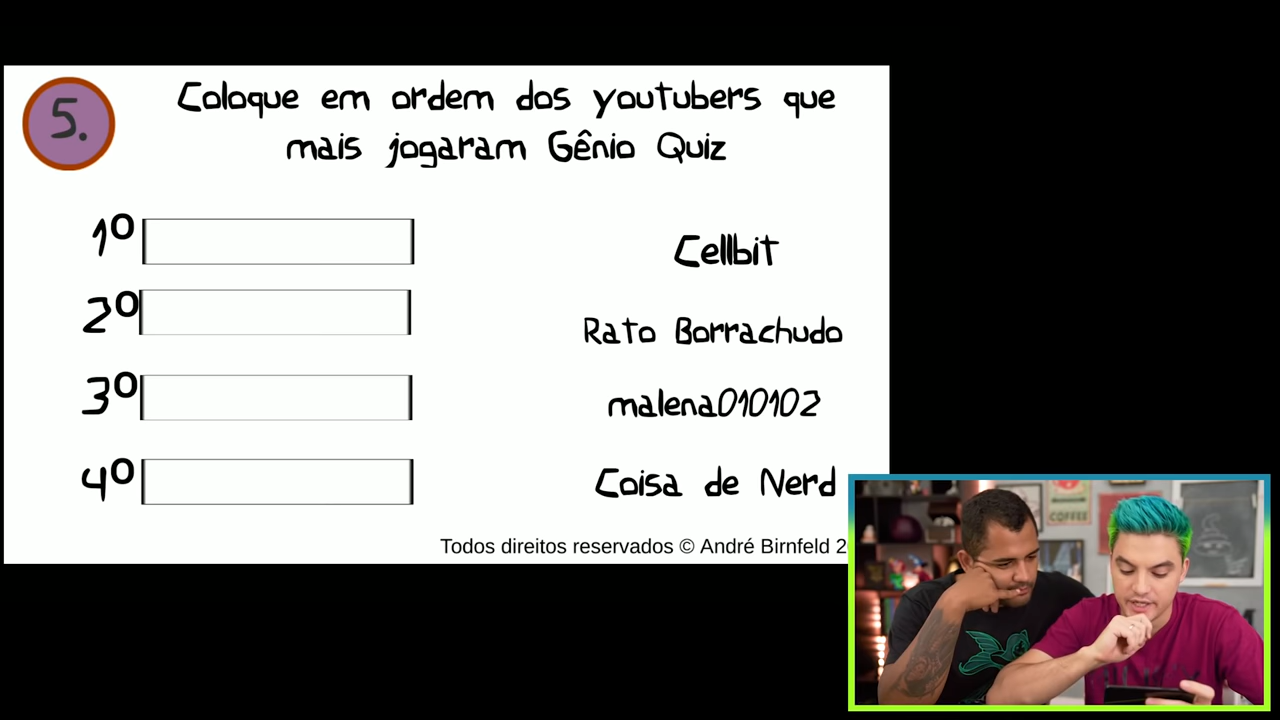 5.
Coloque em ordem dos youtubers que
mais jogaram Gênio Quiz
1º
2º
3º
4º
Cellbit
Rato Borrachudo
malena010102
Coisa de Nerd
Todos direitos reservados © André Birnfeld 2
COFFEE